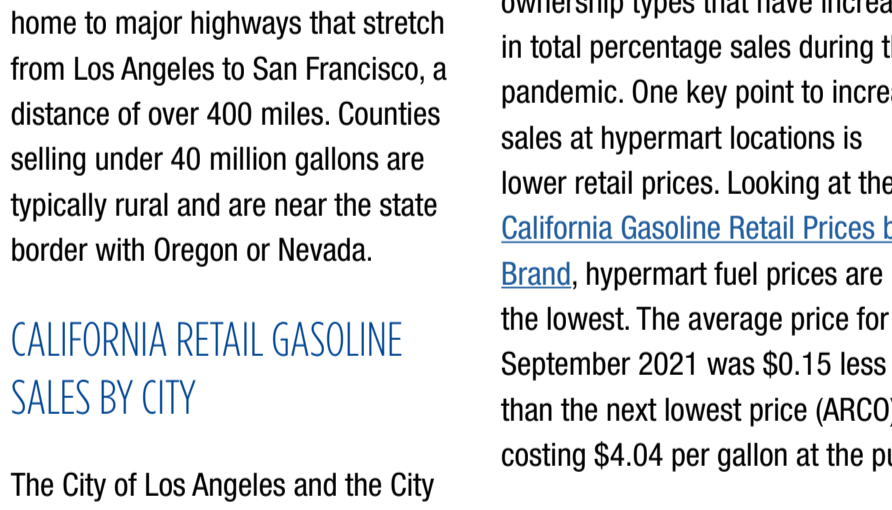 home to major highways that stretch
from Los Angeles to San Francisco, a
distance of over 400 miles. Counties
selling under 40 million gallons are
typically rural and are near the state
border with Oregon or Nevada.
CALIFORNIA RETAIL GASOLINE
SALES BY CITY
The City of Los Angeles and the City
ownership types that have
in total percentage sales during
pandemic. One key point to
sales at hypermart locations is
lower retail prices. Looking at the
California Gasoline Retail Prices
Brand, hypermart fuel prices are
the lowest. The average price for
September 2021 was $0.15 less
than the next lowest price (ARCO)
costing $4.04 per gallon at the